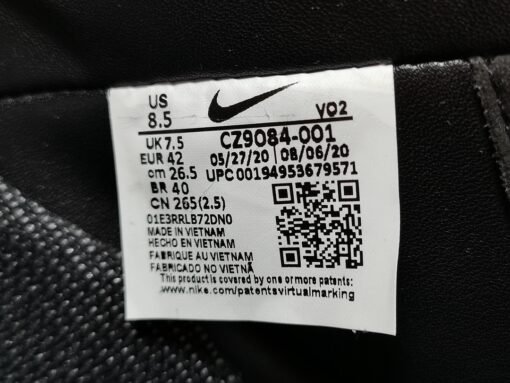 US
8.5
VO2
UK 7.5
CZ9084-001
EUR 42
05/27/20 | 08/06/20
cm 26.5
UPC 00194953679571
BR 40
CN 265(2.5)
01E3RRLB72DN0
MADE IN VIETNAM
HECHO EN VIETNAM
FABRIQUE AU VIETNAM
FABRICADO NO VIETNÃ
This product is covered by one or more patents:
www.nike.com/patentsvirtualmarking